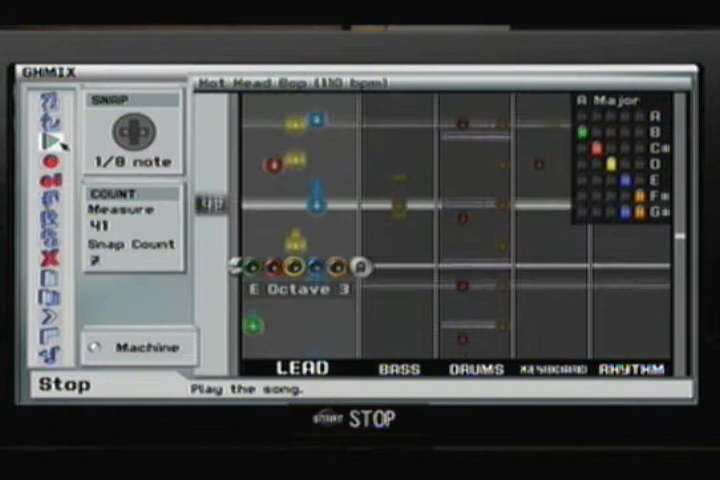 GHMIX
Hot Head Bop (110 bpm)
SNAP
1/8 note
COUNT
Measure
41
Snap Count
2
Machine
Stop
Play the song.
A Major
A
B
C#
D
E
F#
G#
A
E Octave 3
LEAD
BASS
DRUMS
KEYBOARD
RHYTHM
STOP